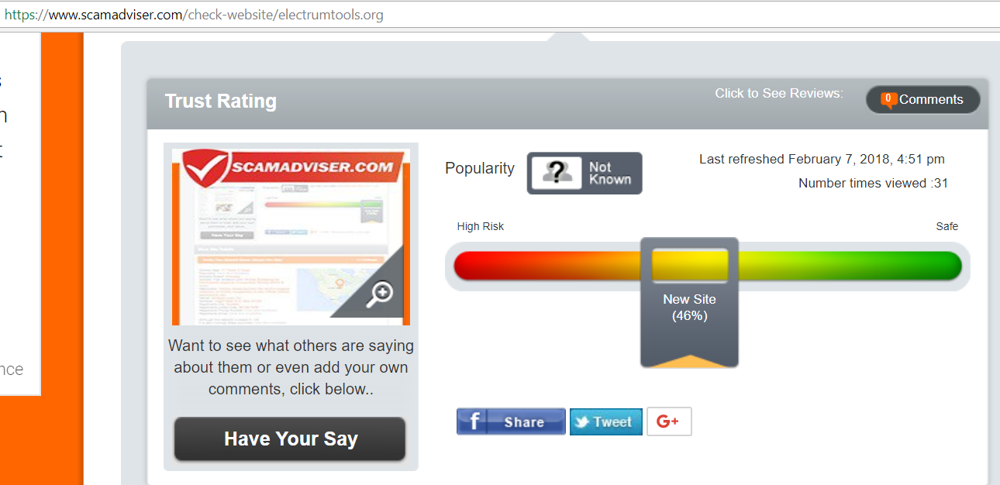 https://www.scamadviser.com/check-website/electrumtools.org
Trust Rating
Click to See Reviews:
0 Comments
SCAMADVISER.COM
Popularity
?
Not
Known
Last refreshed February 7, 2018, 4:51 pm
Number times viewed :31
High Risk
Safe
New Site
(46%)
Want to see what others are saying
about them or even add your own
comments, click below..
Have Your Say
f Share
Tweet
G+
nce